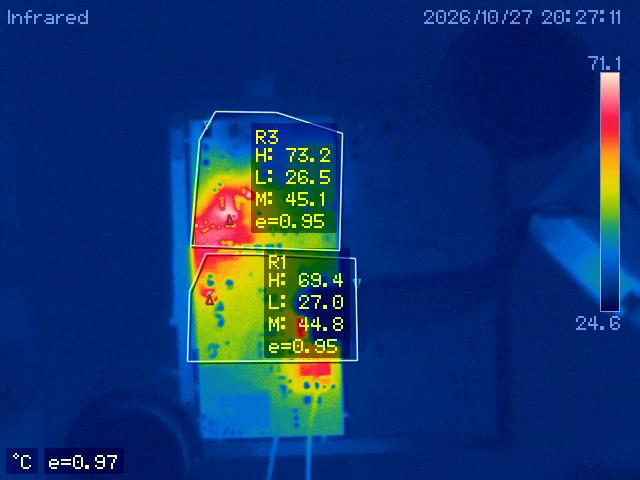 Infrared
2026/10/27 20:27:11
71.1
R3
H: 73.2
L: 26.5
M: 45.1
e=0.95
R1
H: 69.4
L: 27.0
M: 44.8
e=0.95
24.6
°C e=0.97